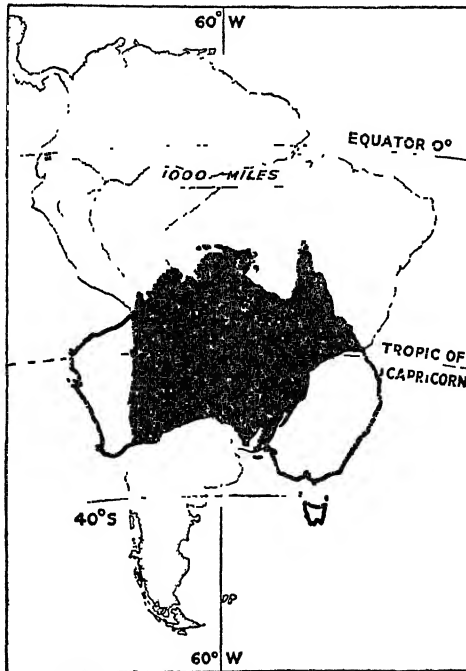 60° W
EQUATOR 0°
1000 MILES
TROPIC OF
CAPRICORN
40°S
60° W